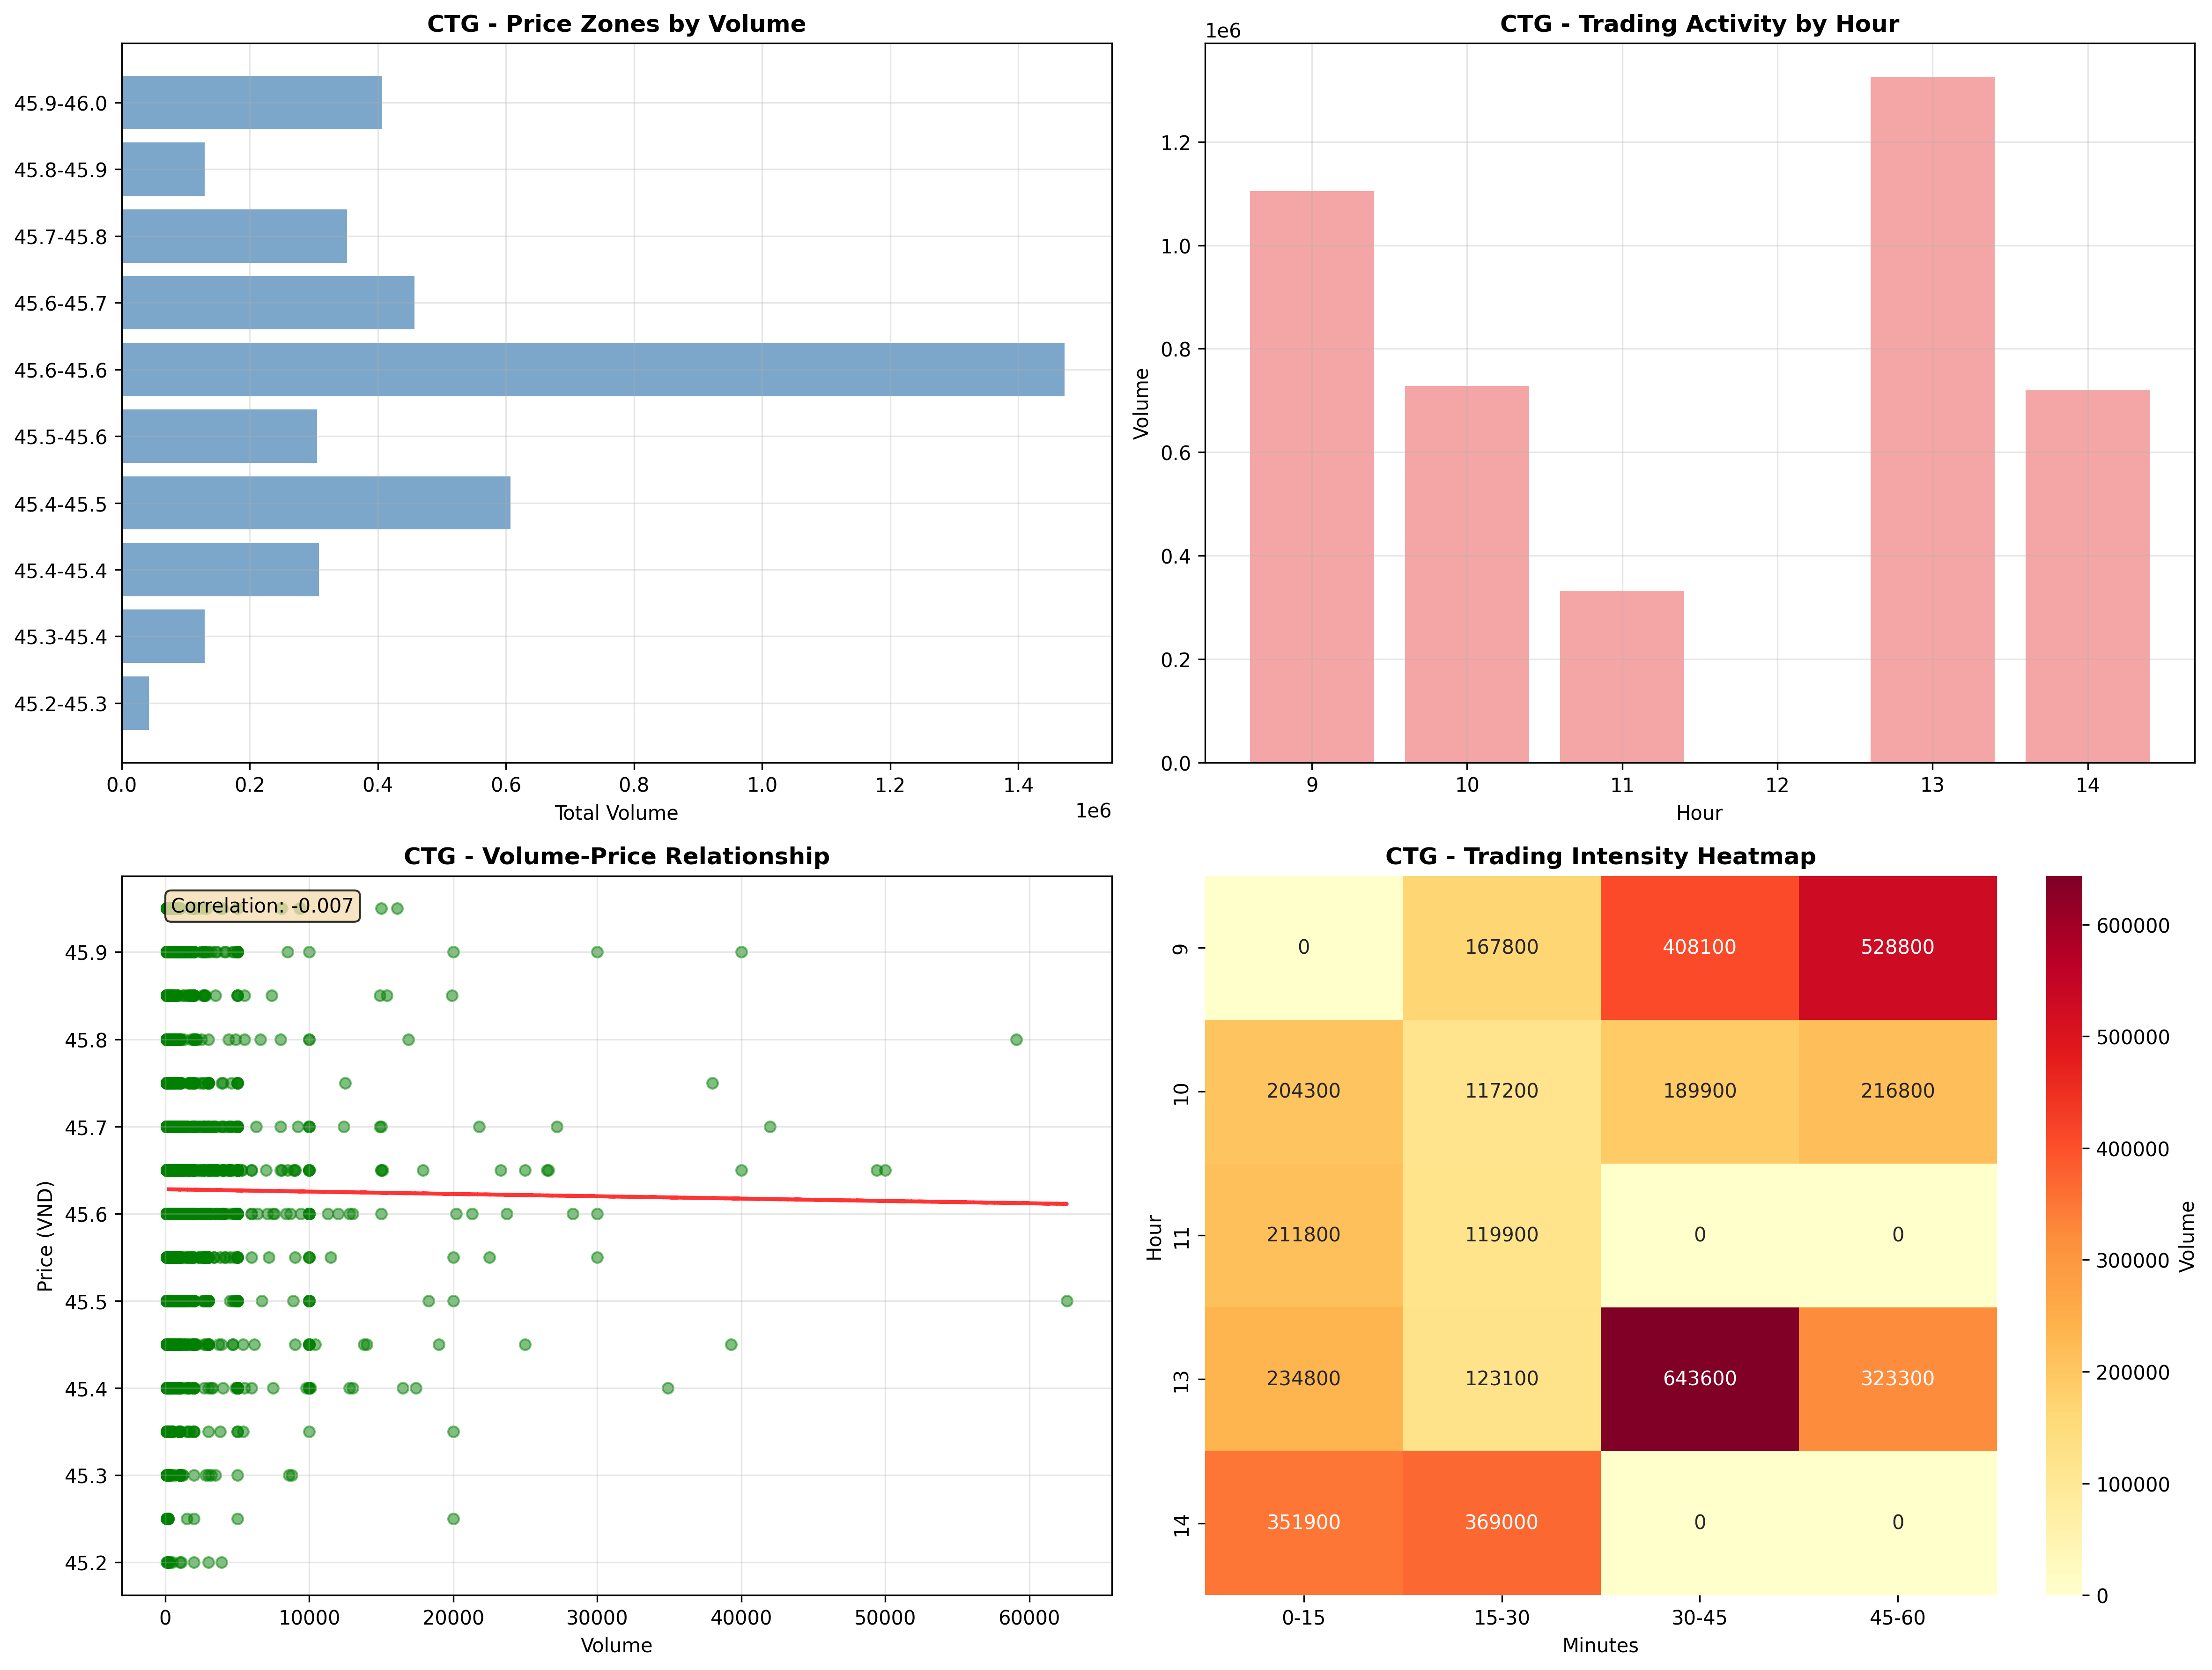 CTG - Price Zones by Volume
45.9-46.0
45.8-45.9
45.7-45.8
45.6-45.7
45.6-45.6
45.5-45.6
45.4-45.5
45.4-45.4
45.3-45.4
45.2-45.3
0.0 0.2 0.4 0.6 0.8 1.0 1.2 1.4
1e6
Total Volume
CTG - Trading Activity by Hour
1e6
1.2
1.0
0.8
0.6
0.4
0.2
0.0
Volume
9 10 11 12 13 14
Hour
CTG - Volume-Price Relationship
Correlation: -0.007
45.9
45.8
45.7
45.6
45.5
45.4
45.3
45.2
Price (VND)
0 10000 20000 30000 40000 50000 60000
Volume
CTG - Trading Intensity Heatmap
9 0 167800 408100 528800
10 204300 117200 189900 216800
11 211800 119900 0 0
13 234800 123100 643600 323300
14 351900 369000 0 0
Hour
0-15 15-30 30-45 45-60
Minutes
600000
500000
400000
300000
200000
100000
0
Volume